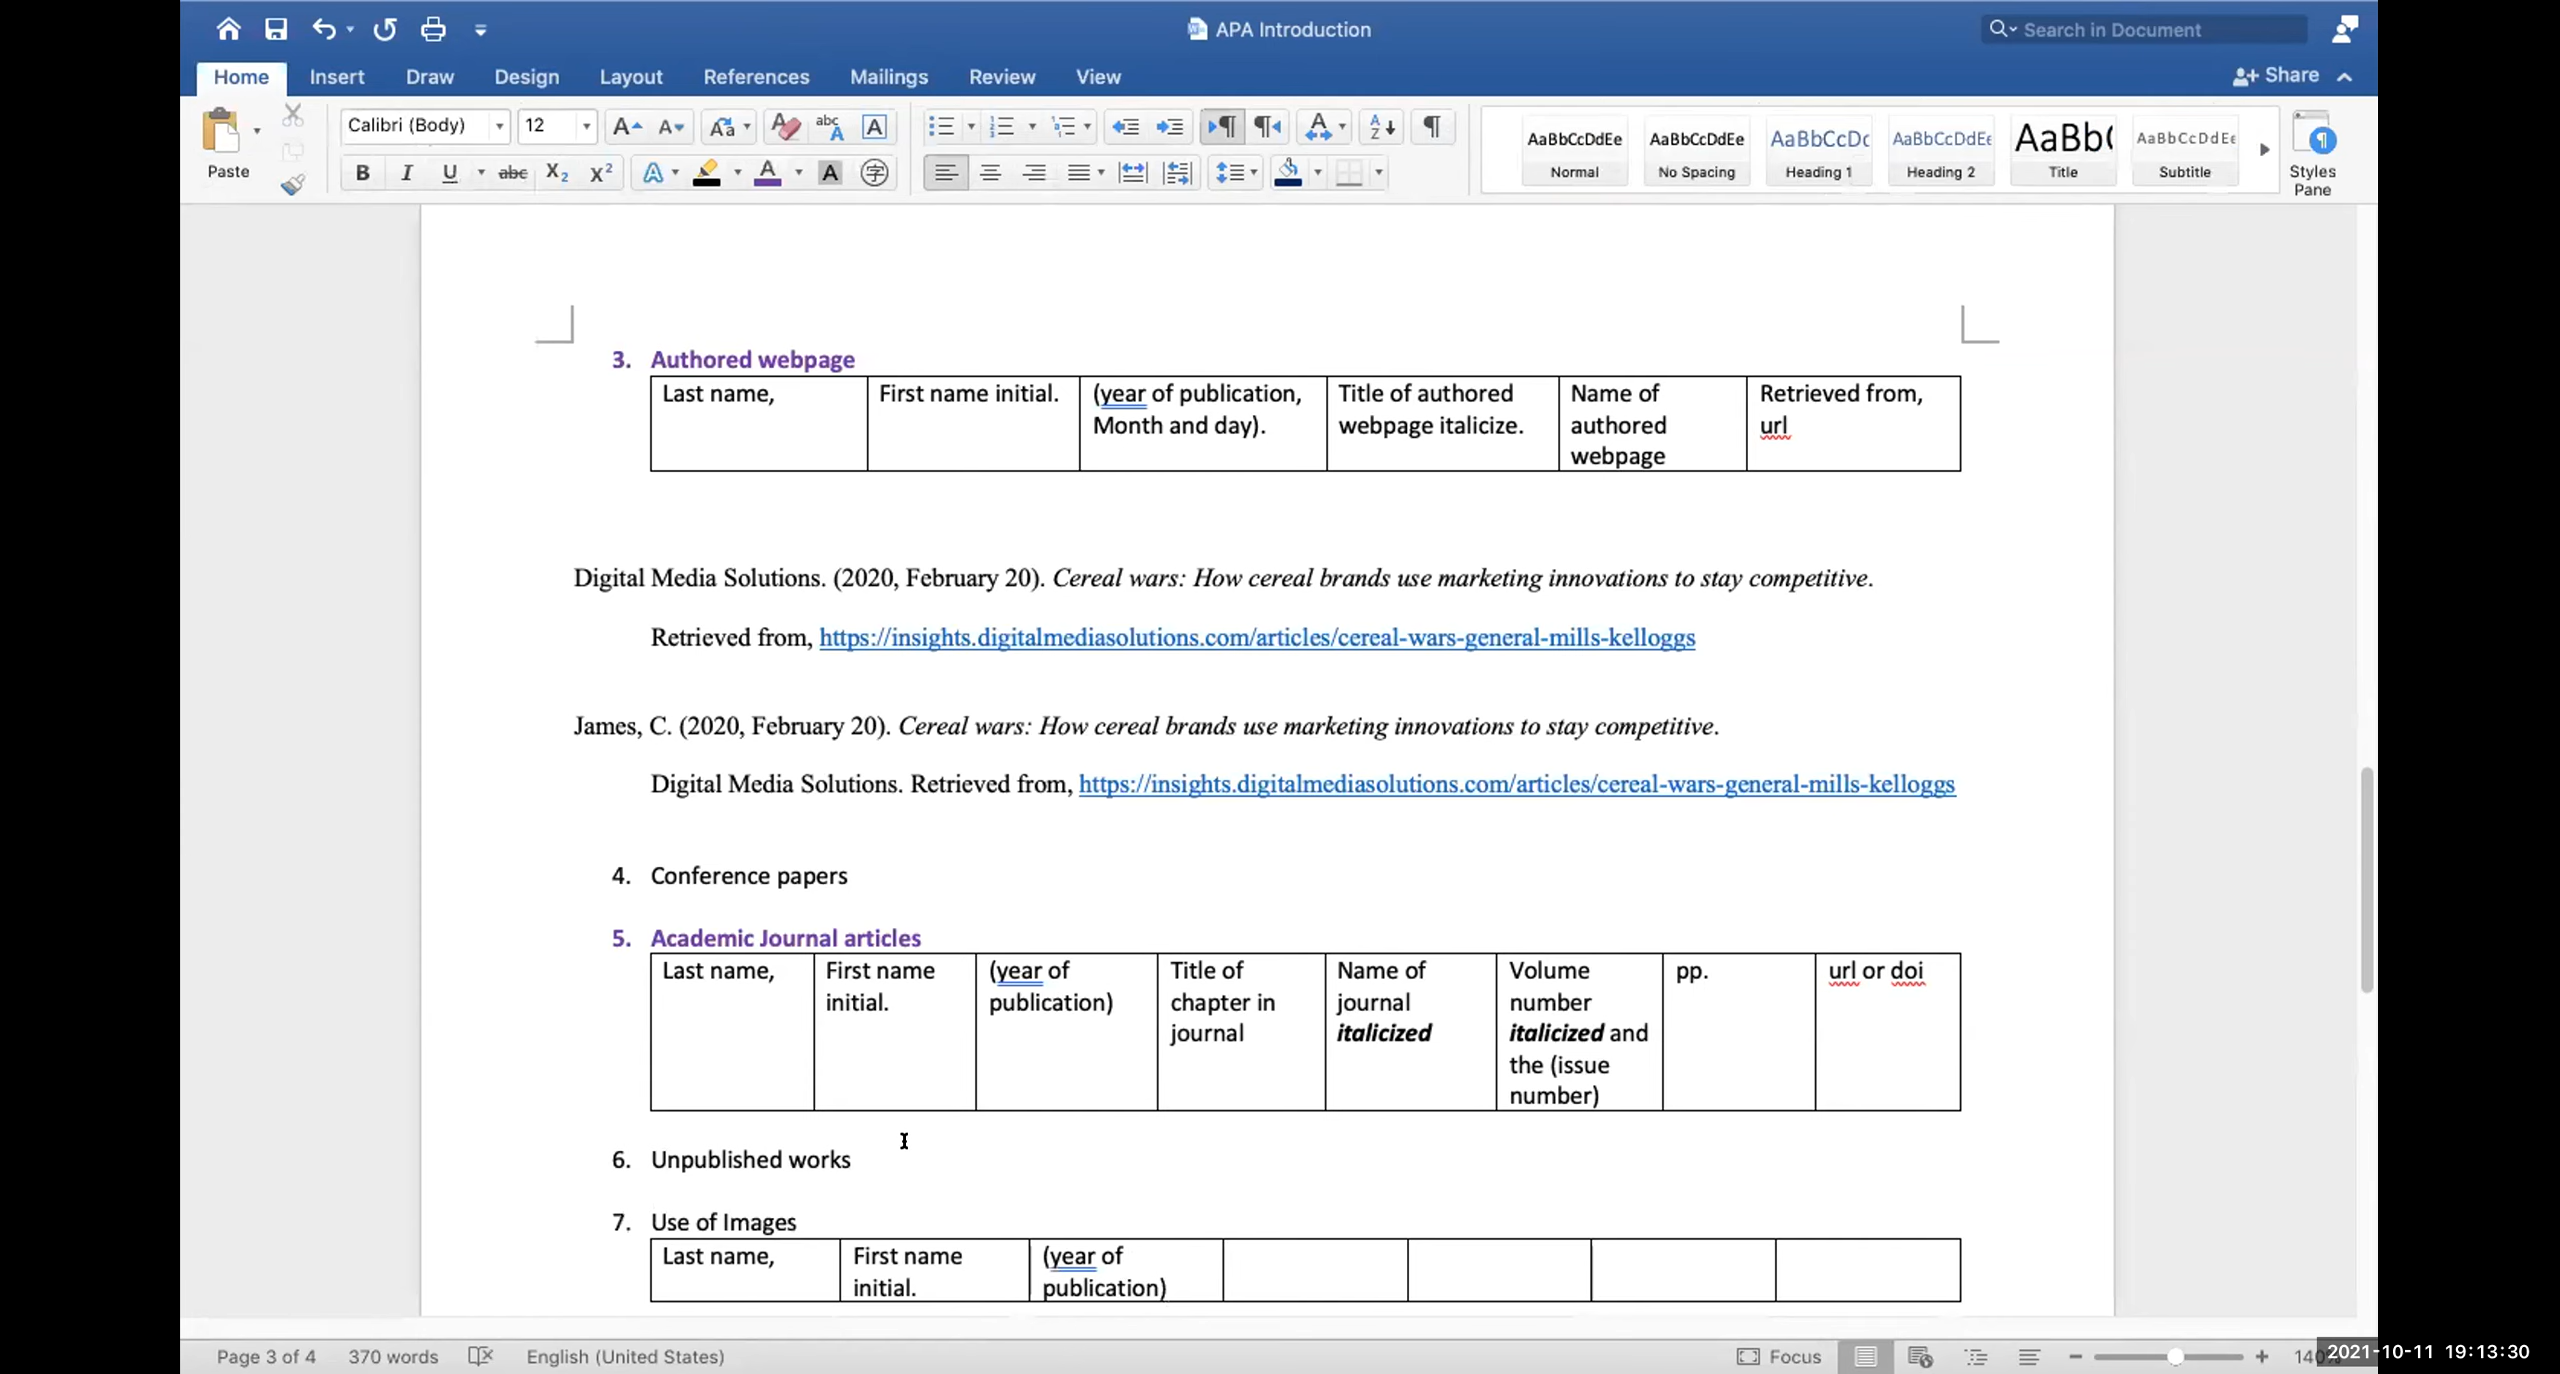 APA Introduction
Search in Document
Home Insert Draw Design Layout References Mailings Review View
Share
Paste
Calibri (Body) 12
AaBbCcDdEe Normal
AaBbCcDdEe No Spacing
AaBbCcDc Heading 1
AaBbCcDdEe Heading 2
AaBb( Title
AaBbCcDdEe Subtitle
Styles Pane
3. Authored webpage
Last name,
First name initial.
(year of publication,
Month and day).
Title of authored
webpage italicize.
Name of
authored
webpage
Retrieved from,
url
Digital Media Solutions. (2020, February 20). Cereal wars: How cereal brands use marketing innovations to stay competitive.
Retrieved from, https://insights.digitalmediasolutions.com/articles/cereal-wars-general-mills-kelloggs
James, C. (2020, February 20). Cereal wars: How cereal brands use marketing innovations to stay competitive.
Digital Media Solutions. Retrieved from, https://insights.digitalmediasolutions.com/articles/cereal-wars-general-mills-kelloggs
4. Conference papers
5. Academic Journal articles
Last name,
First name
initial.
(year of
publication)
Title of
chapter in
journal
Name of
journal
italicized
Volume
number
italicized and
the (issue
number)
pp.
url or doi
6. Unpublished works
7. Use of Images
Last name,
First name
initial.
(year of
publication)
Page 3 of 4 370 words English (United States)
Focus
2021-10-11 19:13:30